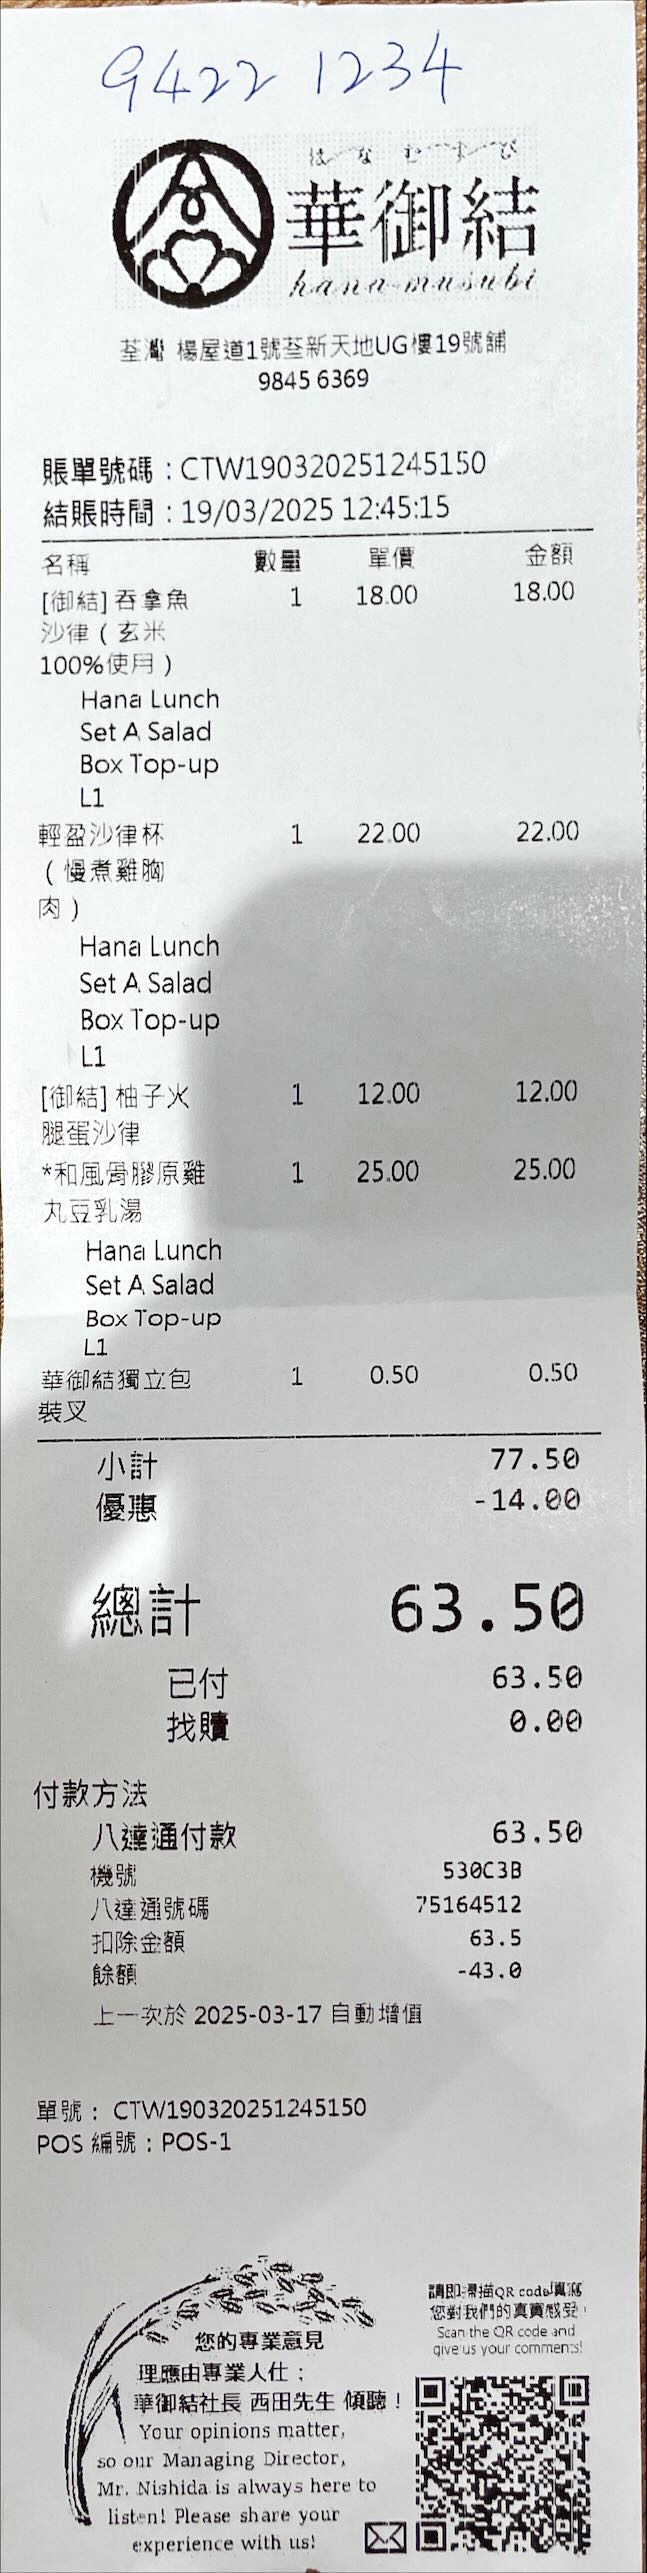 9422 1234
はなむすび
華御結
hana-musubi
荃灣 楊屋道1號荃新天地UG樓19號舖
9845 6369
賬單號碼 : CTW190320251245150
結賬時間 : 19/03/2025 12:45:15
名稱 數量 單價 金額
[御結] 吞拿魚 1 18.00 18.00
沙律 ( 玄米
100%使用 )
Hana Lunch
Set A Salad
Box Top-up
L1
輕盈沙律杯 1 22.00 22.00
( 慢煮雞胸
肉 )
Hana Lunch
Set A Salad
Box Top-up
L1
[御結] 柚子火 1 12.00 12.00
腿蛋沙律
*和風骨膠原雞 1 25.00 25.00
丸豆乳湯
Hana Lunch
Set A Salad
Box Top-up
L1
華御結獨立包 1 0.50 0.50
裝叉
小計 77.50
優惠 -14.00
總計 63.50
已付 63.50
找贖 0.00
付款方法
八達通付款 63.50
機號 530C3B
八達通號碼 75164512
扣除金額 63.5
餘額 -43.0
上一次於 2025-03-17 自動增值
單號 : CTW190320251245150
POS 編號 : POS-1
請即掃描QR code填寫
您對我們的真實感受!
Scan the QR code and
give us your comments!
您的專業意見
理應由專業人仕 ;
華御結社長 西田先生 傾聽 !
Your opinions matter,
so our Managing Director,
Mr. Nishida is always here to
listen! Please share your
experience with us!